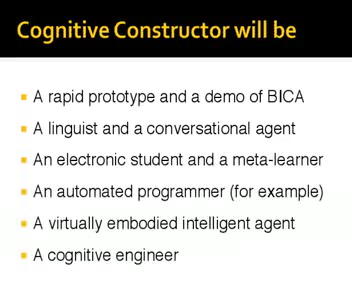 Cognitive Constructor will be
A rapid prototype and a demo of BICA
A linguist and a conversational agent
An electronic student and a meta-learner
An automated programmer (for example)
A virtually embodied intelligent agent
A cognitive engineer